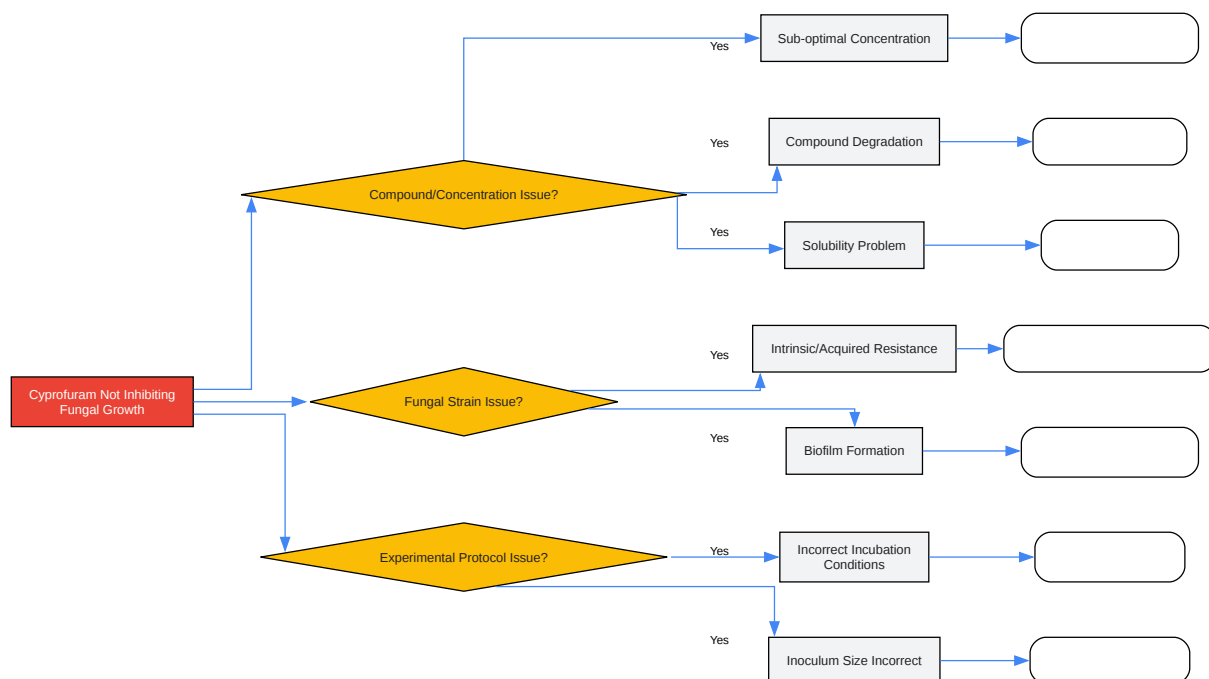 Yes
Sub-optimal Concentration
Yes
Compound Degradation
Compound/Concentration Issue?
Yes
Solubility Problem
Yes
Intrinsic/Acquired Resistance
Cyprofuram Not Inhibiting
Fungal Growth
Fungal Strain Issue?
Yes
Biofilm Formation
Experimental Protocol Issue?
Yes
Incorrect Incubation
Conditions
Yes
Inoculum Size Incorrect